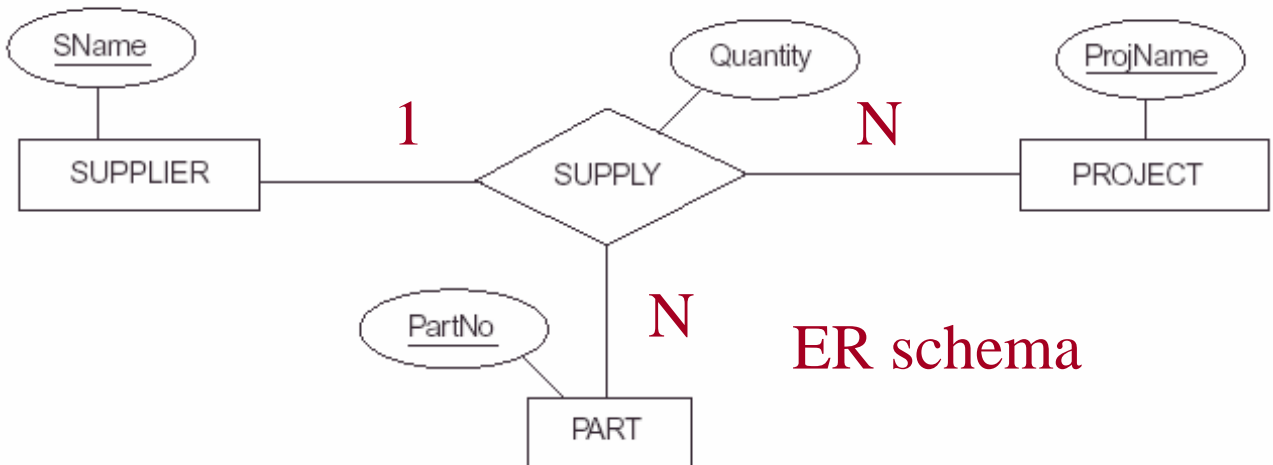 SName
Quantity
ProjName
1
N
SUPPLIER
SUPPLY
PROJECT
PartNo
N
ER schema
PART